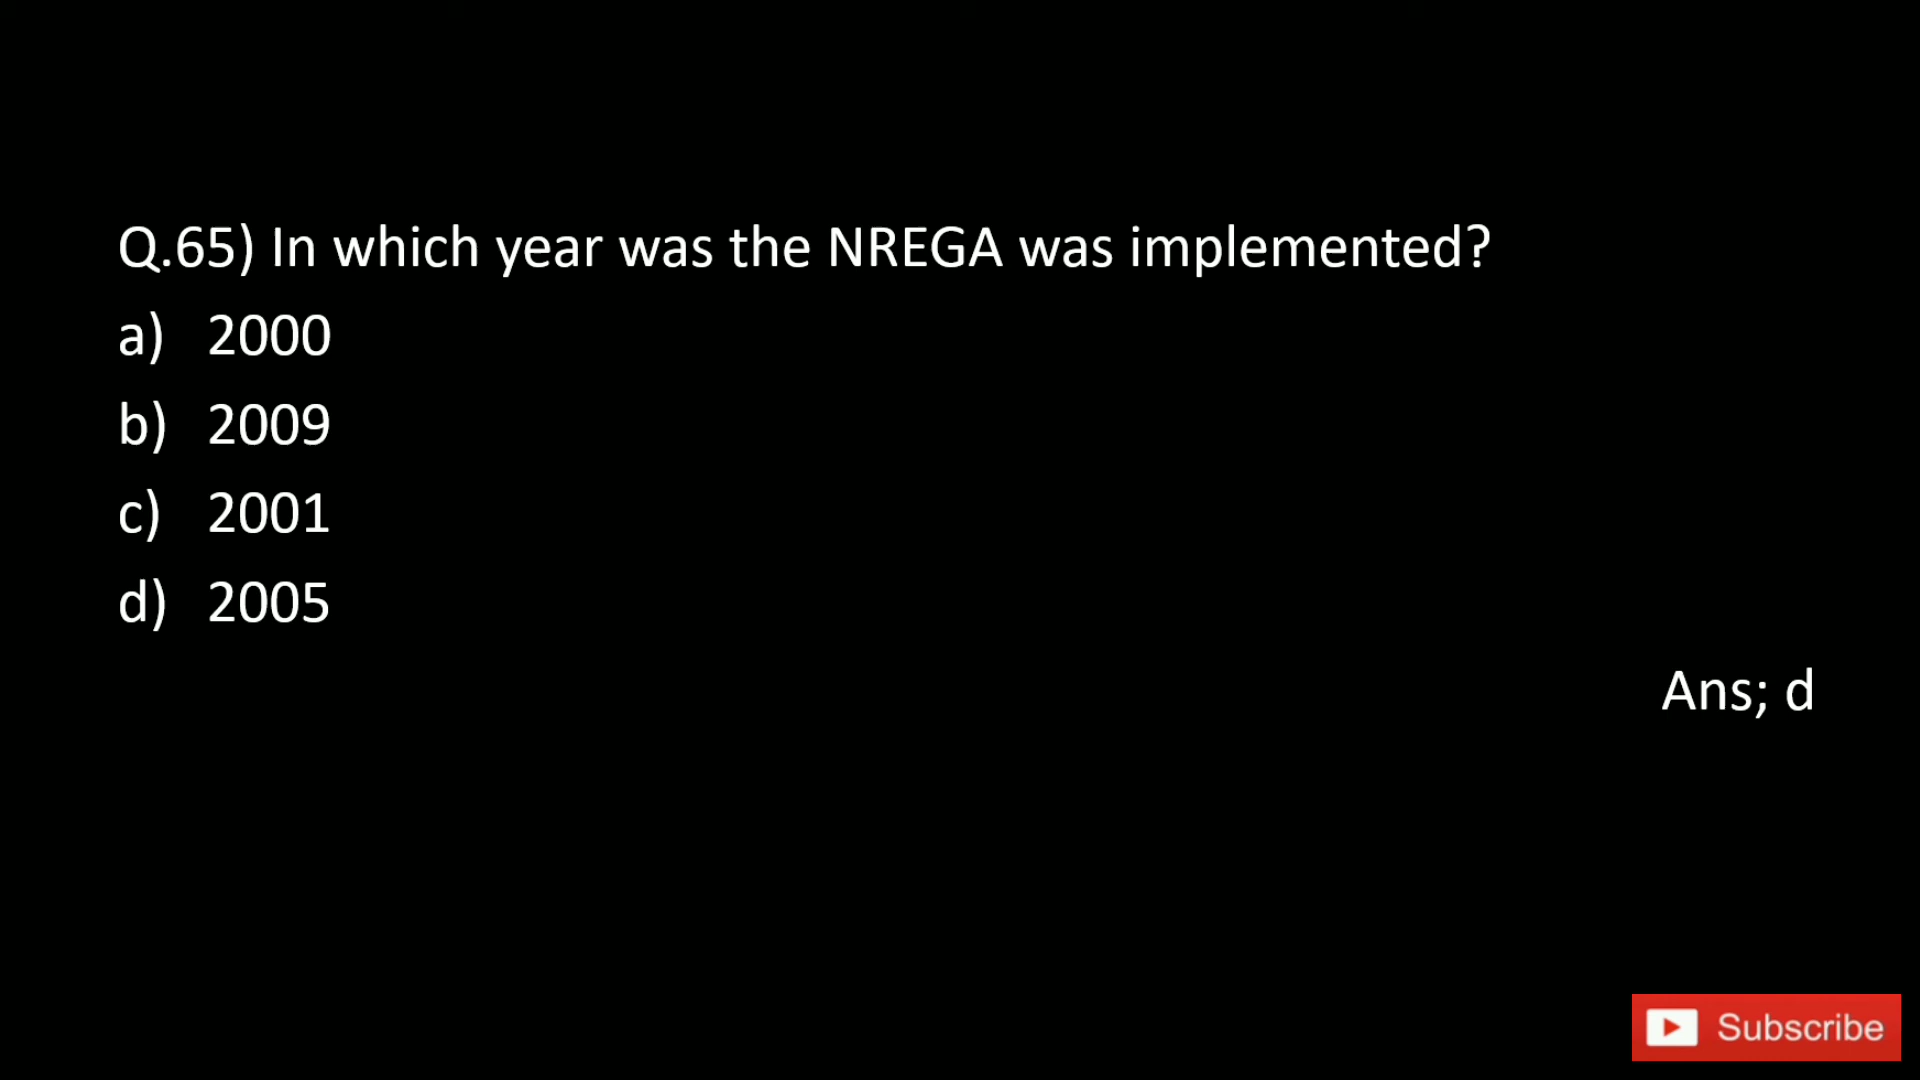 Q.65) In which year was the NREGA was implemented?
a) 2000
b) 2009
c) 2001
d) 2005
Ans; d
Subscribe